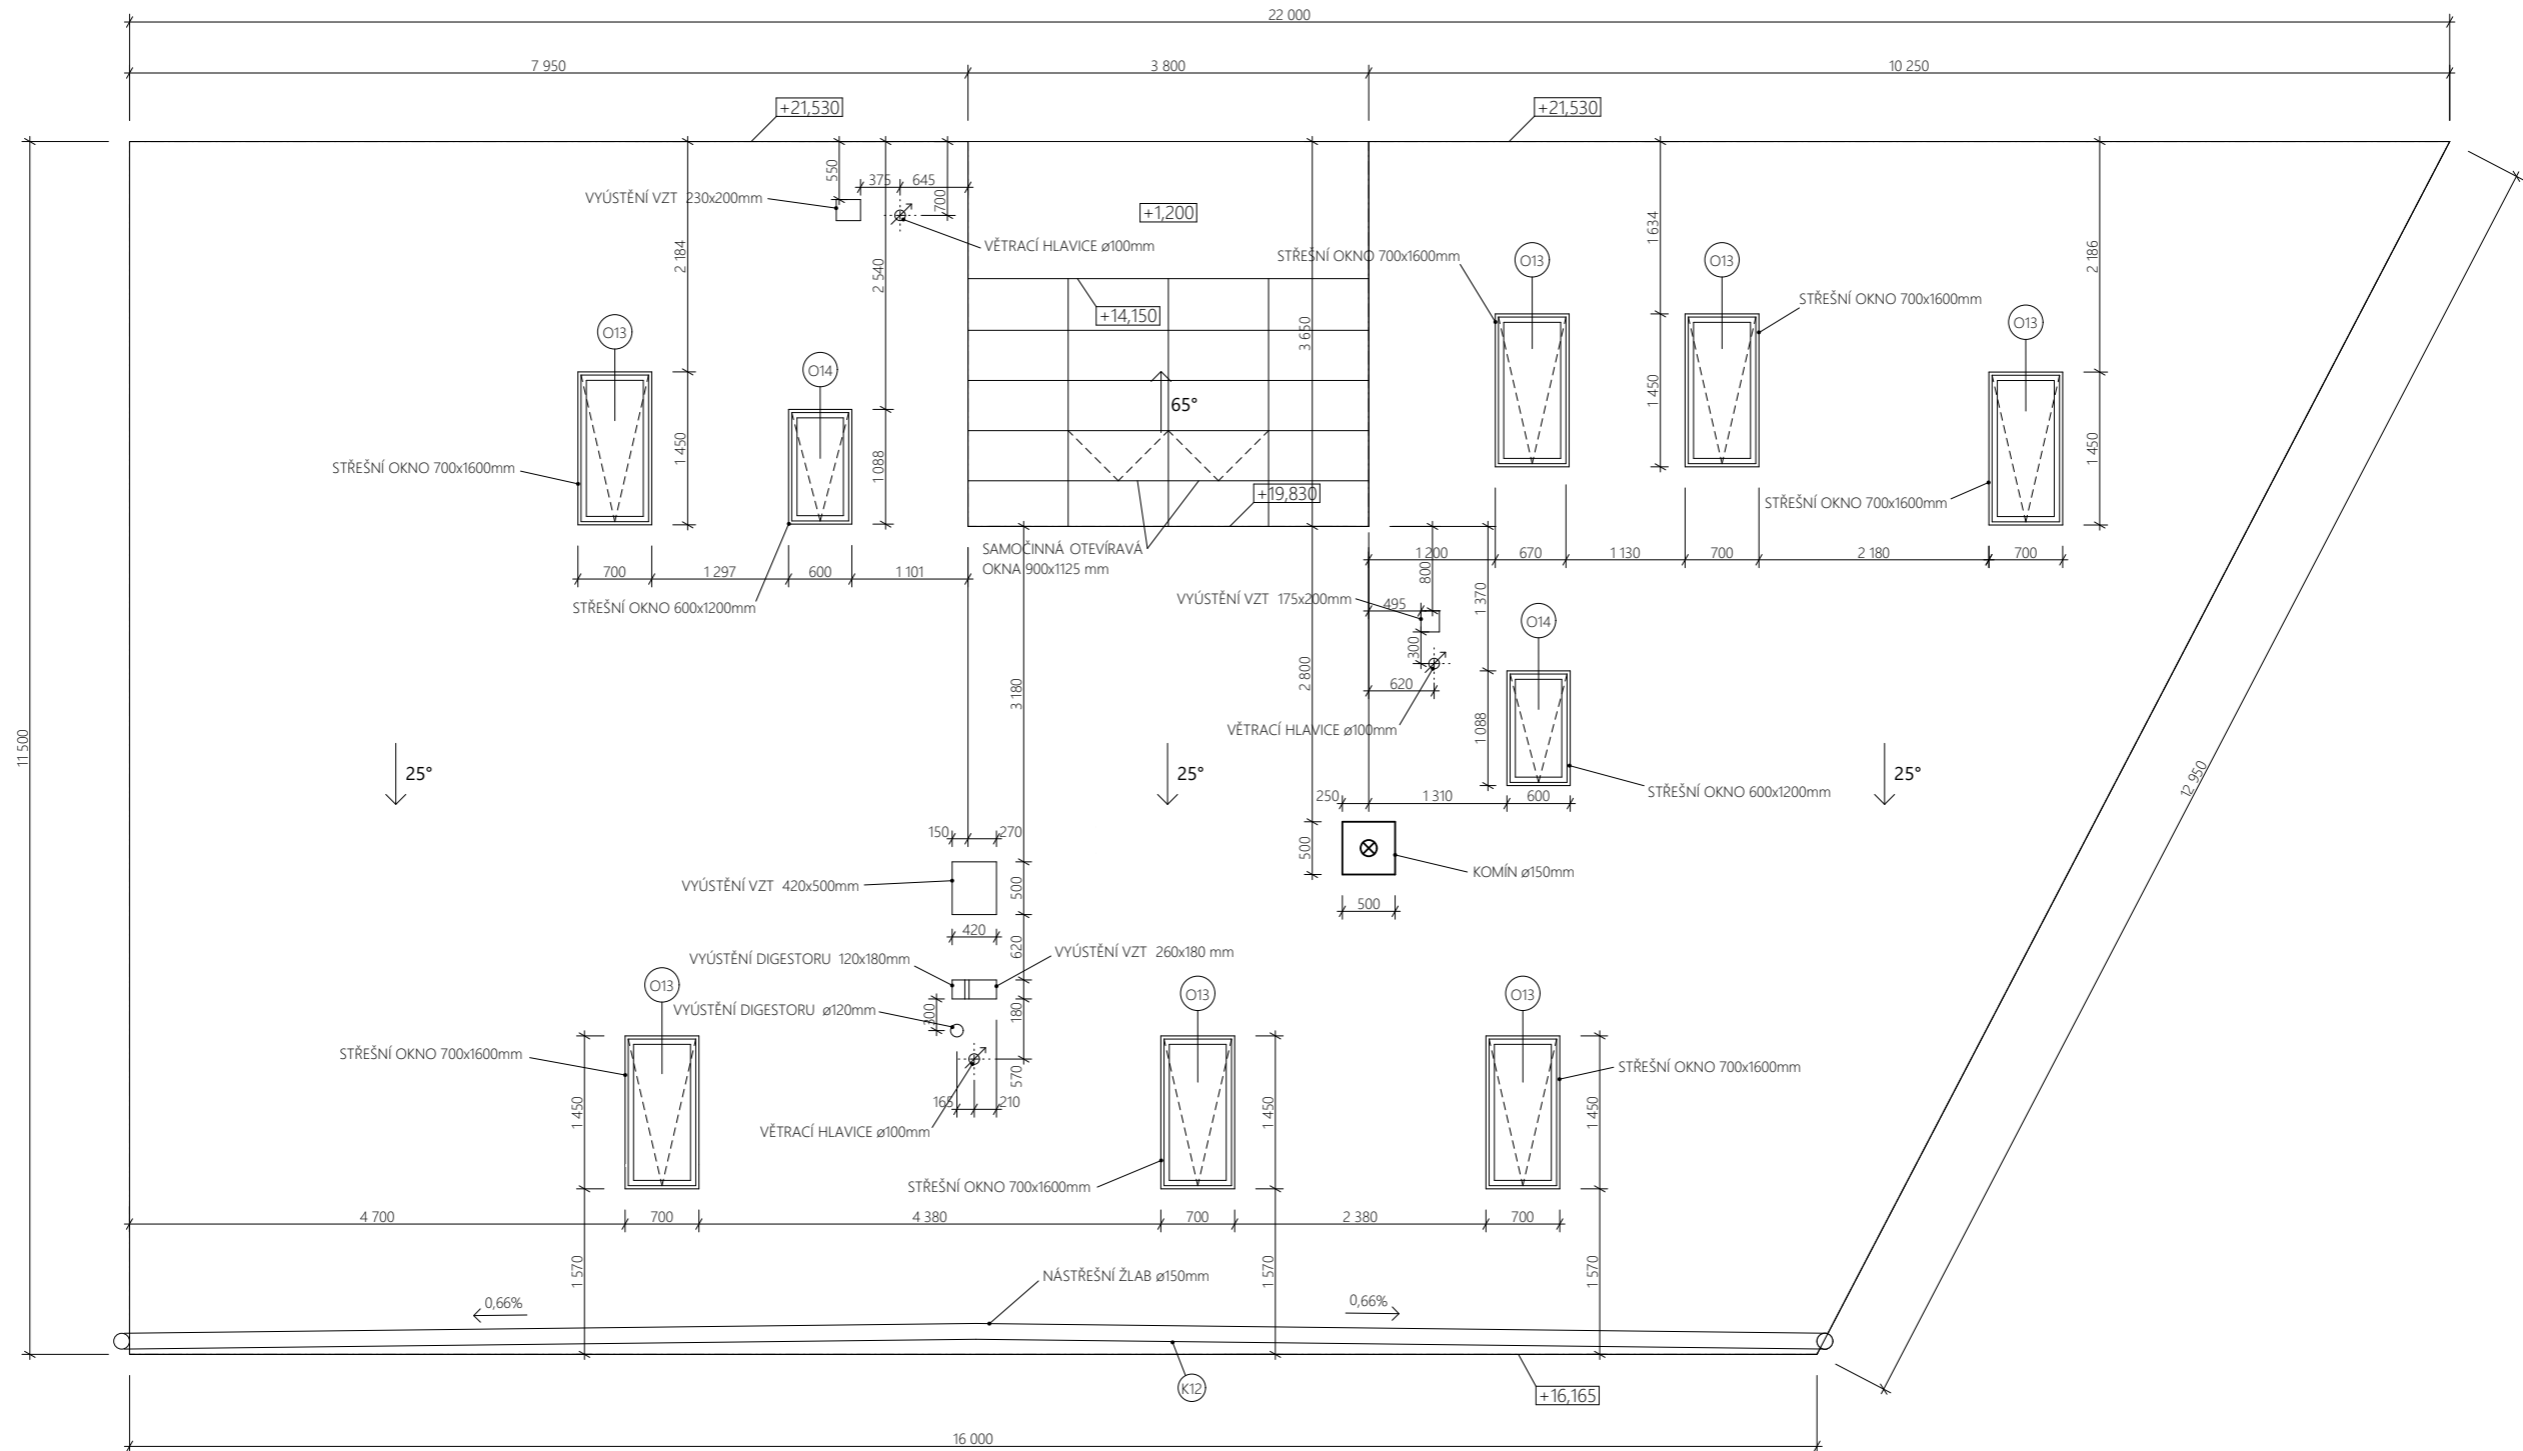 22 000
7 950
3 800
10 250
+21,530
+21,530
550
375
645
700
VYÚSTĚNÍ VZT 230x200mm
+1,200
1 634
2 184
2 186
VĚTRACÍ HLAVICE ø100mm
2 540
STŘEŠNÍ OKNO 700x1600mm
O13
O13
STŘEŠNÍ OKNO 700x1600mm
+14,150
O13
O13
3 650
O14
1 450
65°
1 450
1 088
1 450
STŘEŠNÍ OKNO 700x1600mm
+19,830
STŘEŠNÍ OKNO 700x1600mm
SAMOČINNÁ OTEVÍRAVÁ
OKNA 900x1125 mm
1 200
670
1 130
700
2 180
700
700
1 297
600
1 101
800
1 370
VYÚSTĚNÍ VZT 175x200mm
495
STŘEŠNÍ OKNO 600x1200mm
O14
300
2 800
620
3 180
VĚTRACÍ HLAVICE ø100mm
1 088
11 500
25°
25°
25°
12 950
250
1 310
600
STŘEŠNÍ OKNO 600x1200mm
150
270
500
KOMÍN ø150mm
VYÚSTĚNÍ VZT 420x500mm
500
500
420
620
VYÚSTĚNÍ DIGESTORU 120x180mm
VYÚSTĚNÍ VZT 260x180 mm
O13
O13
O13
VYÚSTĚNÍ DIGESTORU ø120mm
300
180
STŘEŠNÍ OKNO 700x1600mm
STŘEŠNÍ OKNO 700x1600mm
570
165
210
1 450
1 450
1 450
VĚTRACÍ HLAVICE ø100mm
STŘEŠNÍ OKNO 700x1600mm
4 700
700
4 380
700
2 380
700
1 570
1 570
1 570
NÁSTŘEŠNÍ ŽLAB ø150mm
0,66%
0,66%
K12
+16,165
16 000